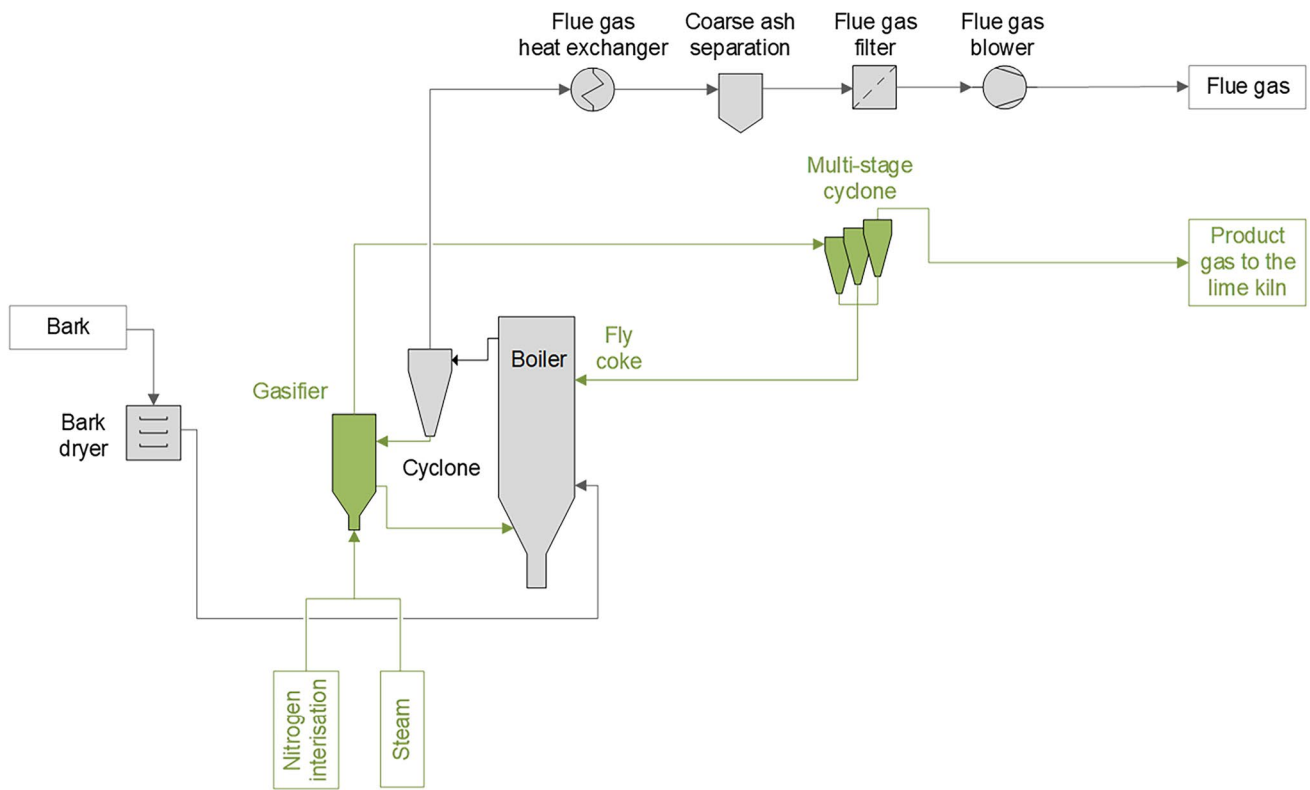 Flue gas
heat exchanger
Coarse ash
separation
Flue gas
filter
Flue gas
blower
Flue gas
Multi-stage
cyclone
Product
gas to the
lime kiln
Bark
Boiler
Fly
coke
Gasifier
Bark
dryer
Cyclone
Nitrogen
interisation
Steam